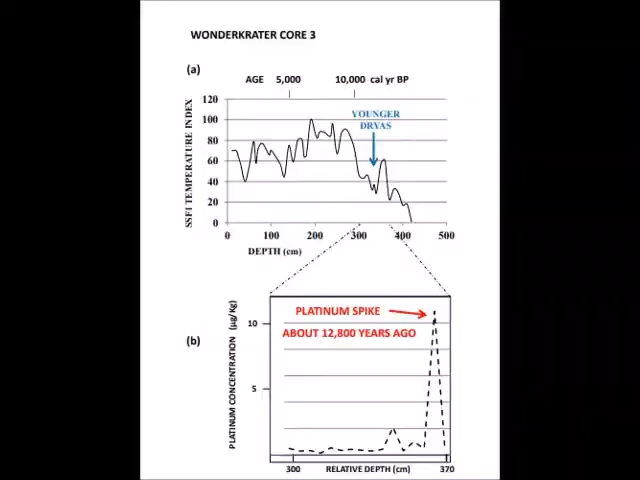 WONDERKRATER CORE 3
(a)
AGE 5,000 10,000 cal yr BP
SSFI TEMPERATURE INDEX
120
100
80
60
40
20
0
YOUNGER
DRYAS
0 100 200 300 400 500
DEPTH (cm)
(b)
PLATINUM CONCENTRATION (µg/Kg)
10
5
PLATINUM SPIKE
ABOUT 12,800 YEARS AGO
300 RELATIVE DEPTH (cm) 370